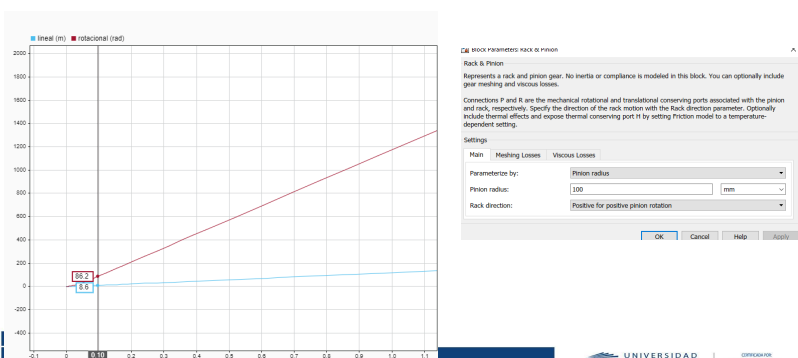 lineal (m) rotacional (rad)
2000
1800
1600
1400
1200
1000
800
600
400
200
0
-200
-400
86.2
8.6
-0.1 0 0.10 0.2 0.3 0.4 0.5 0.6 0.7 0.8 0.9 1.0 1.1
Block Parameters: Rack & Pinion
Rack & Pinion
Represents a rack and pinion gear. No inertia or compliance is modeled in this block. You can optionally include
gear meshing and viscous losses.
Connections P and R are the mechanical rotational and translational conserving ports associated with the pinion
and rack, respectively. Specify the direction of the rack motion with the Rack direction parameter. Optionally
include thermal effects and expose thermal conserving port H by setting Friction model to a temperature-
dependent setting.
Settings
Main Meshing Losses Viscous Losses
Parameterize by: Pinion radius
Pinion radius: 100 mm
Rack direction: Positive for positive pinion rotation
OK Cancel Help Apply
UNIVERSIDAD
CERTIFICADA POR